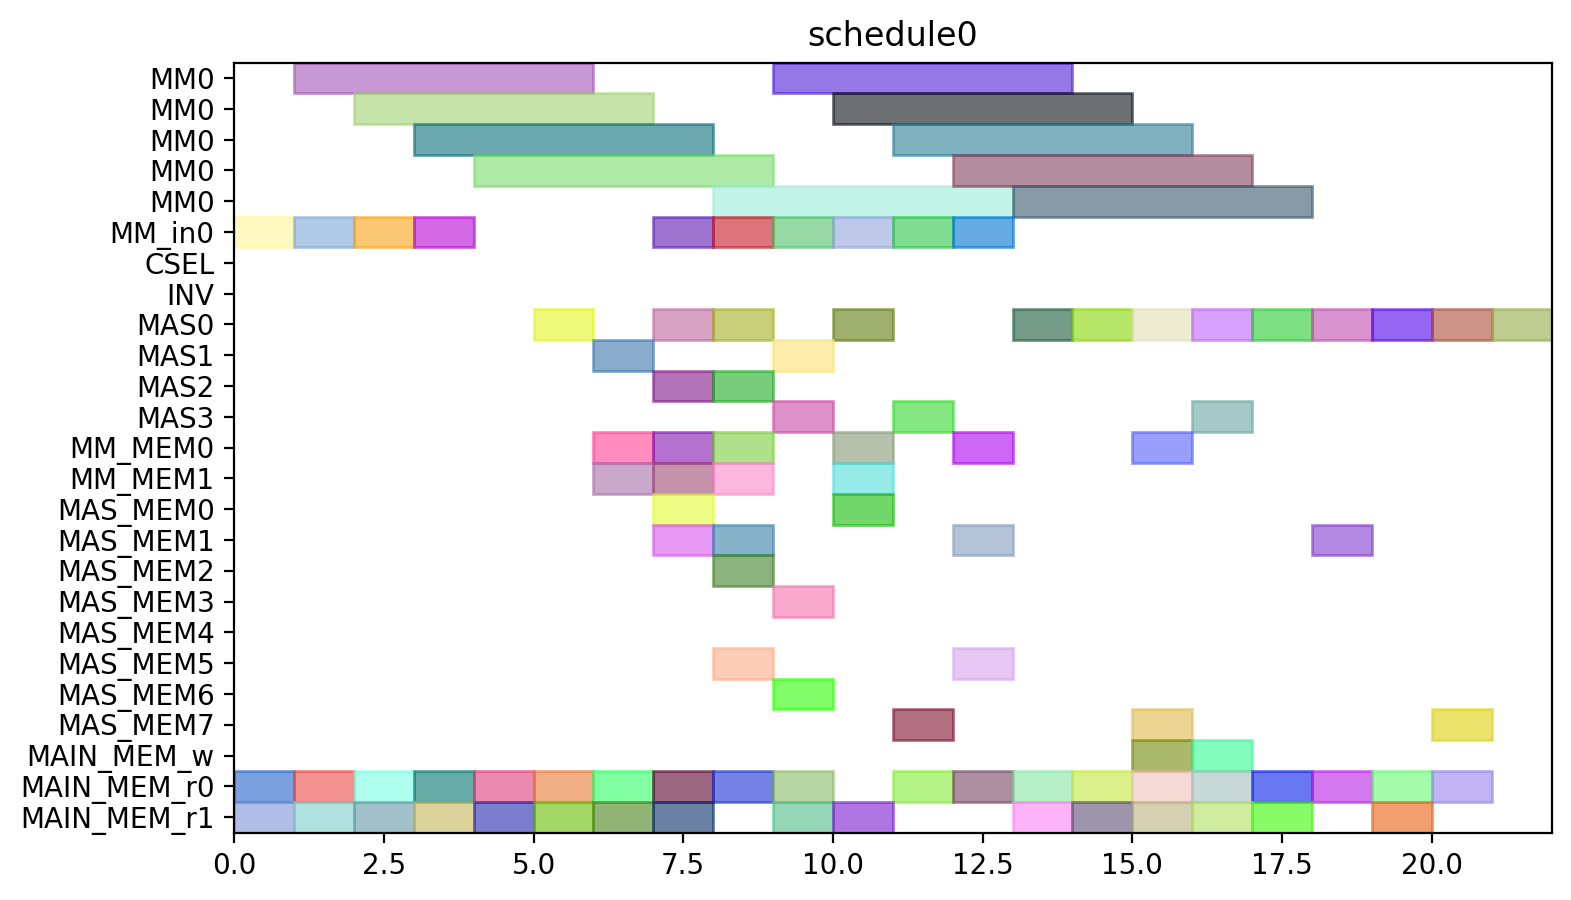 schedule0
MM0
MM0
MM0
MM0
MM0
MM_in0
CSEL
INV
MAS0
MAS1
MAS2
MAS3
MM_MEM0
MM_MEM1
MAS_MEM0
MAS_MEM1
MAS_MEM2
MAS_MEM3
MAS_MEM4
MAS_MEM5
MAS_MEM6
MAS_MEM7
MAIN_MEM_w
MAIN_MEM_r0
MAIN_MEM_r1
0.0 2.5 5.0 7.5 10.0 12.5 15.0 17.5 20.0